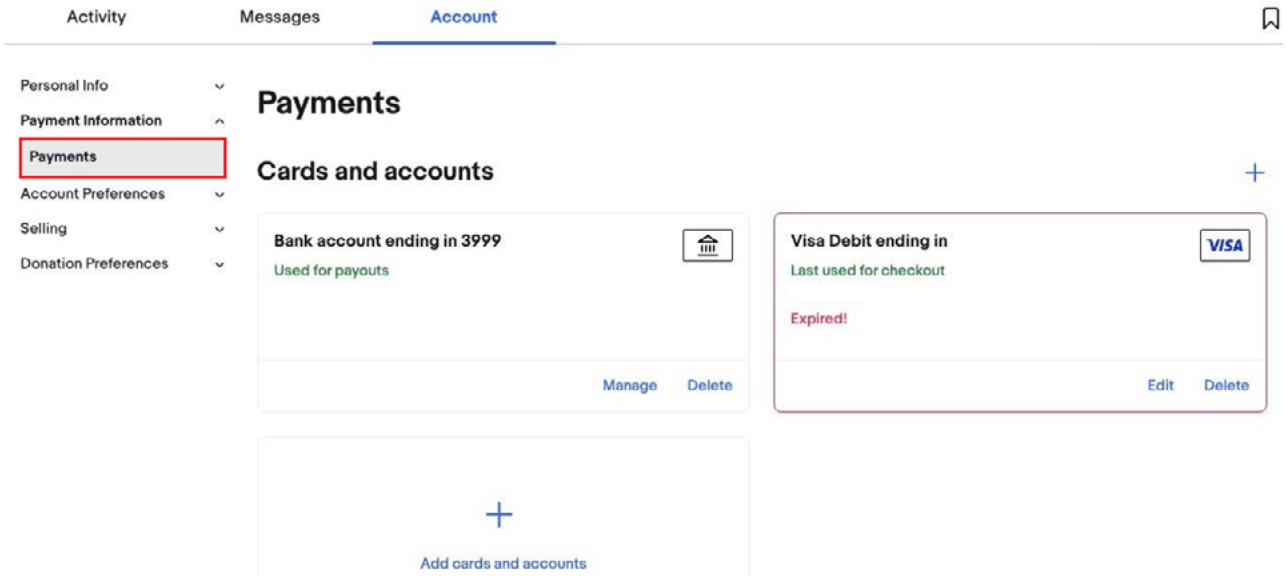 Activity Messages Account
Personal Info
Payment Information
Payments
Account Preferences
Selling
Donation Preferences
Payments
Cards and accounts
Bank account ending in 3999
Used for payouts
Manage Delete
Visa Debit ending in
VISA
Last used for checkout
Expired!
Edit Delete
Add cards and accounts